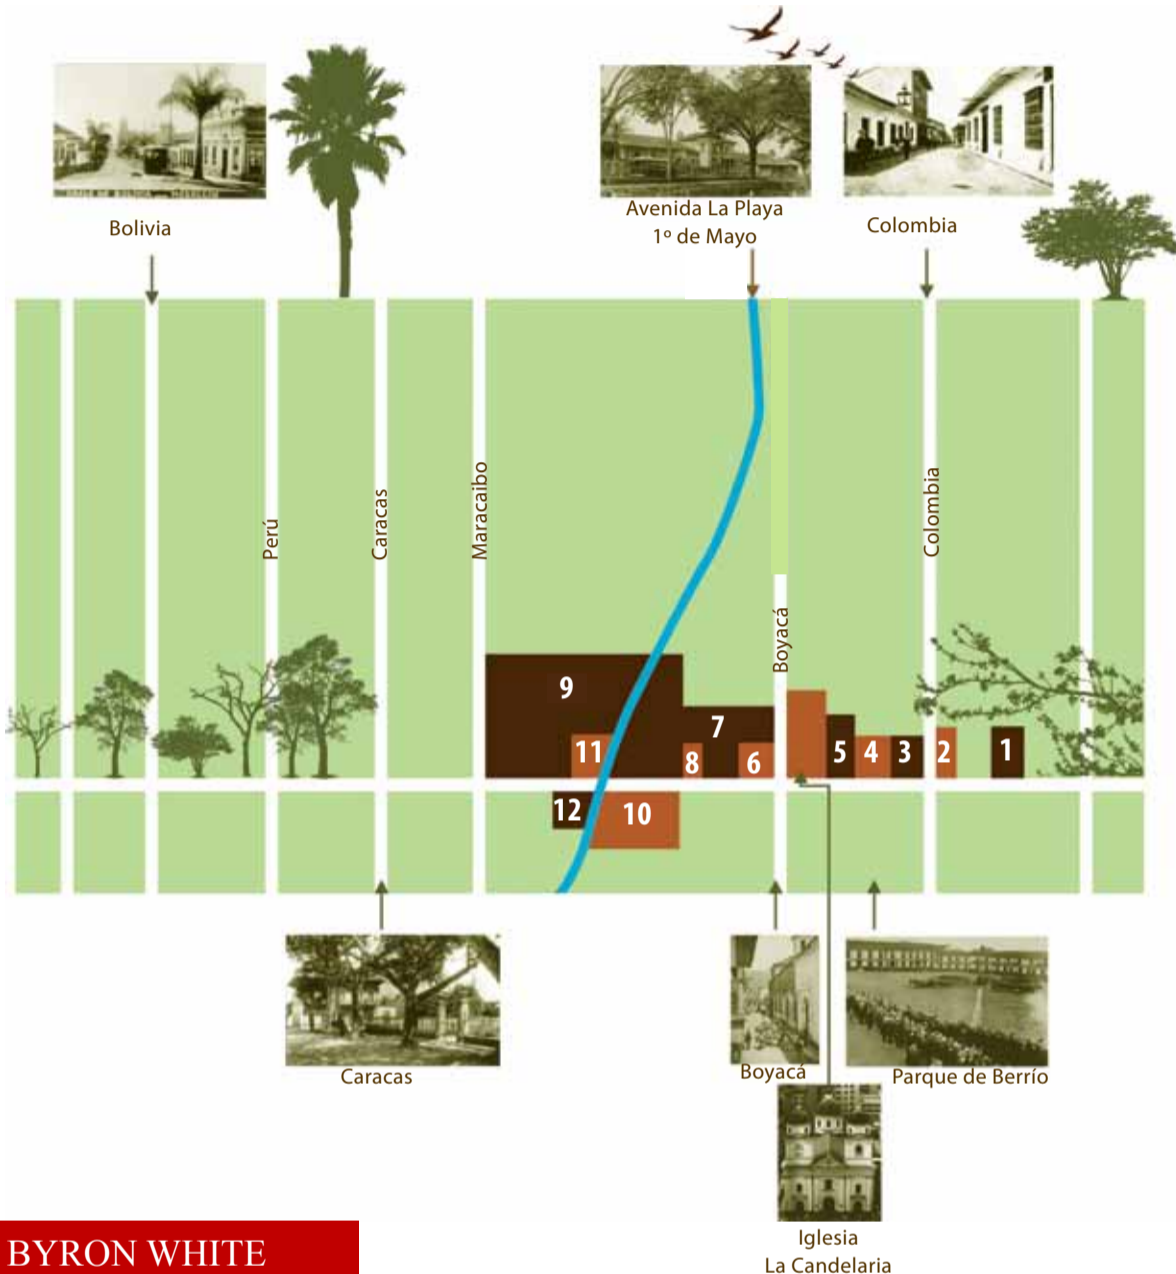 Bolivia
Avenida La Playa
1º de Mayo
Colombia
Perú
Caracas
Maracaibo
Boyacá
Colombia
9
7
11
8
6
5
4
3
2
1
12
10
Caracas
Boyacá
Parque de Berrío
Iglesia
La Candelaria
BYRON WHITE